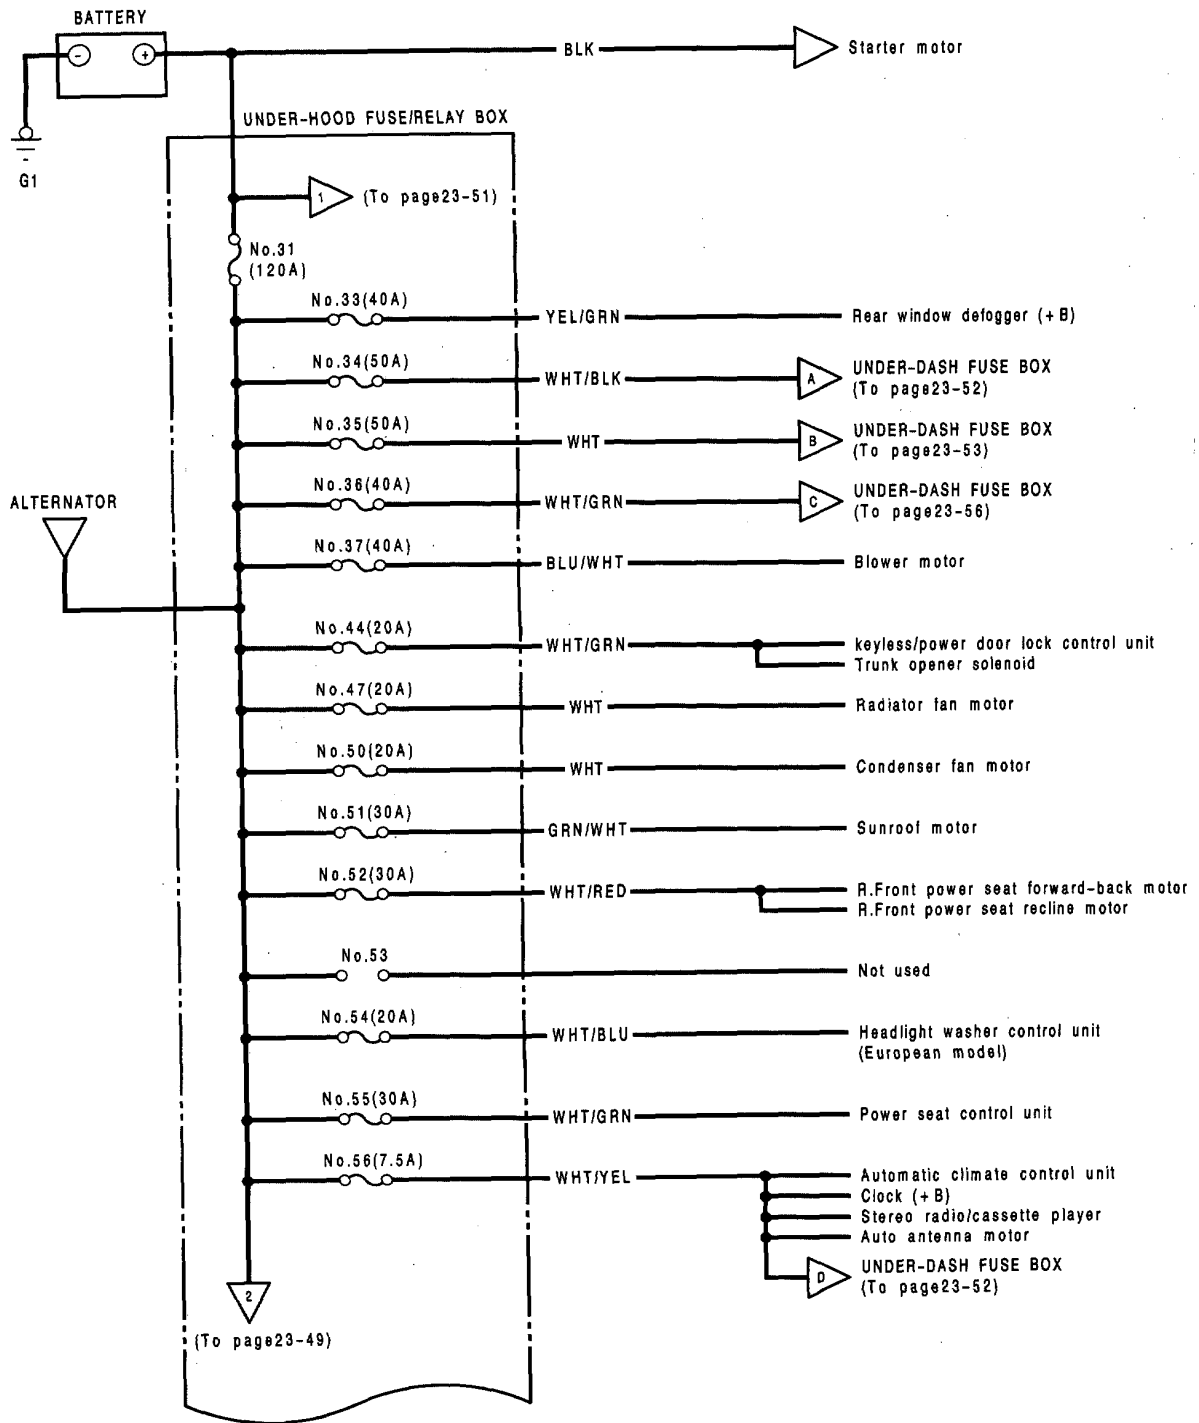 BATTERY
- +
BLK
Starter motor
G1
UNDER-HOOD FUSE/RELAY BOX
1
(To page23-51)
No.31
(120A)
No.33(40A)
YEL/GRN
Rear window defogger (+B)
No.34(50A)
WHT/BLK
A
UNDER-DASH FUSE BOX
(To page23-52)
No.35(50A)
WHT
B
UNDER-DASH FUSE BOX
(To page23-53)
No.36(40A)
WHT/GRN
C
UNDER-DASH FUSE BOX
(To page23-56)
ALTERNATOR
No.37(40A)
BLU/WHT
Blower motor
No.44(20A)
WHT/GRN
keyless/power door lock control unit
Trunk opener solenoid
No.47(20A)
WHT
Radiator fan motor
No.50(20A)
WHT
Condenser fan motor
No.51(30A)
GRN/WHT
Sunroof motor
No.52(30A)
WHT/RED
R.Front power seat forward-back motor
R.Front power seat recline motor
No.53
Not used
No.54(20A)
WHT/BLU
Headlight washer control unit
(European model)
No.55(30A)
WHT/GRN
Power seat control unit
No.56(7.5A)
WHT/YEL
Automatic climate control unit
Clock (+B)
Stereo radio/cassette player
Auto antenna motor
D
UNDER-DASH FUSE BOX
(To page23-52)
2
(To page23-49)